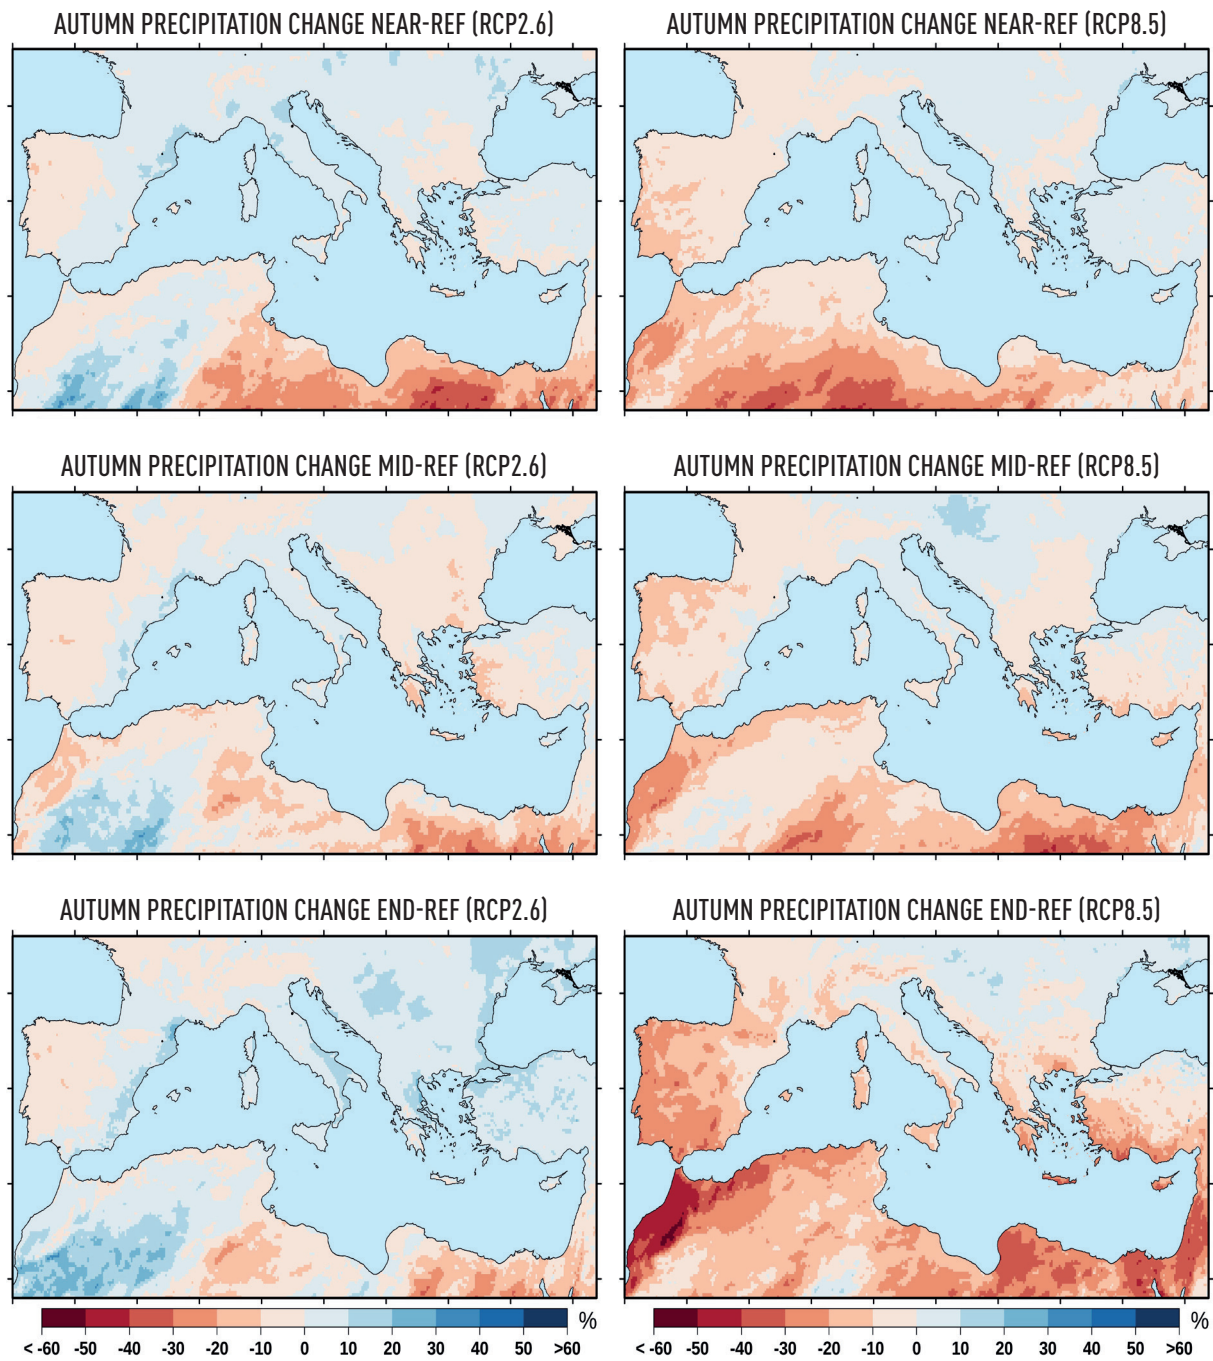 AUTUMN PRECIPITATION CHANGE NEAR-REF (RCP2.6)
AUTUMN PRECIPITATION CHANGE NEAR-REF (RCP8.5)
AUTUMN PRECIPITATION CHANGE MID-REF (RCP2.6)
AUTUMN PRECIPITATION CHANGE MID-REF (RCP8.5)
AUTUMN PRECIPITATION CHANGE END-REF (RCP2.6)
AUTUMN PRECIPITATION CHANGE END-REF (RCP8.5)
%
< -60 -50 -40 -30 -20 -10 0 10 20 30 40 50 >60
%
< -60 -50 -40 -30 -20 -10 0 10 20 30 40 50 >60